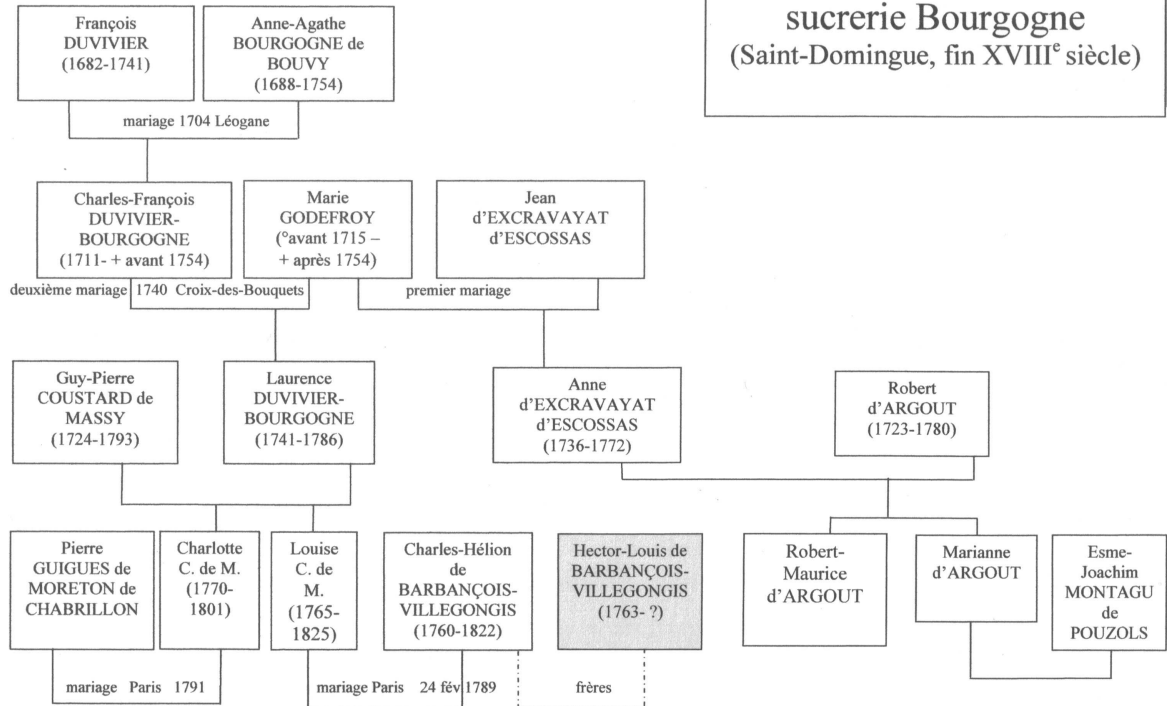 sucrerie Bourgogne
(Saint-Domingue, fin XVIIIe siècle)
François
DUVIVIER
(1682-1741)
Anne-Agathe
BOURGOGNE de
BOUVY
(1688-1754)
mariage 1704 Léogane
Charles-François
DUVIVIER-
BOURGOGNE
(1711- + avant 1754)
Marie
GODEFROY
(°avant 1715 –
+ après 1754)
Jean
d'EXCRAVAYAT
d'ESCOSSAS
deuxième mariage 1740 Croix-des-Bouquets
premier mariage
Guy-Pierre
COUSTARD de
MASSY
(1724-1793)
Laurence
DUVIVIER-
BOURGOGNE
(1741-1786)
Anne
d'EXCRAVAYAT
d'ESCOSSAS
(1736-1772)
Robert
d'ARGOUT
(1723-1780)
Pierre
GUIGUES de
MORETON de
CHABRILLON
Charlotte
C. de M.
(1770-
1801)
Louise
C. de
M.
(1765-
1825)
Charles-Hélion
de
BARBANÇOIS-
VILLEGONGIS
(1760-1822)
Hector-Louis de
BARBANÇOIS-
VILLEGONGIS
(1763- ?)
Robert-
Maurice
d'ARGOUT
Marianne
d'ARGOUT
Esme-
Joachim
MONTAGU
de
POUZOLS
mariage Paris 1791
mariage Paris 24 fév 1789
frères